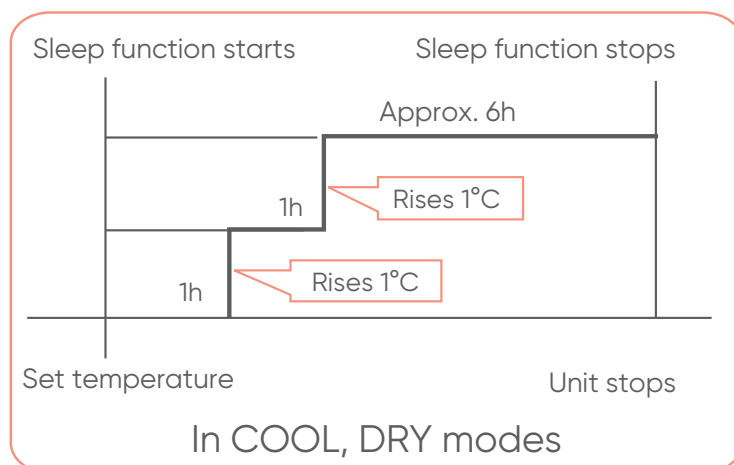 Sleep function starts
Sleep function stops
Approx. 6h
Rises 1°C
1h
Rises 1°C
1h
Set temperature
Unit stops
In COOL, DRY modes